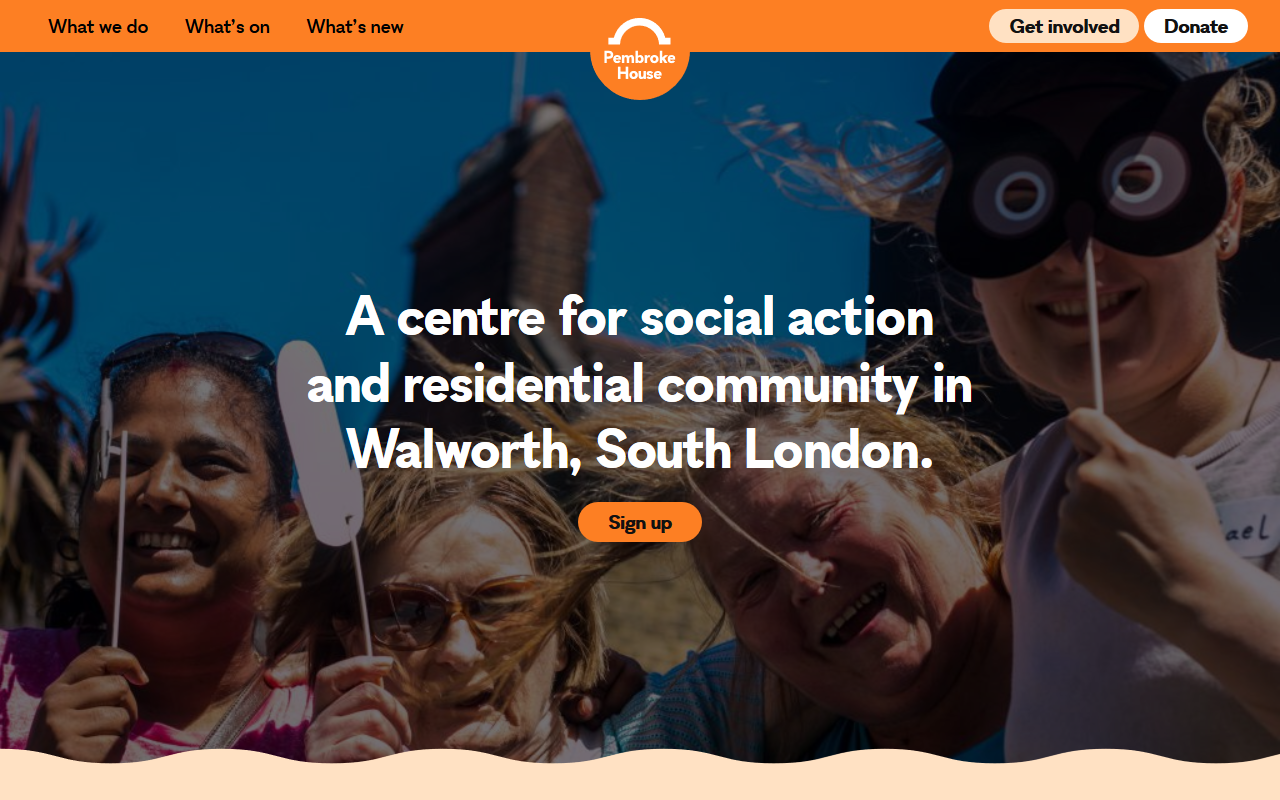 What we do
What's on
What's new
Pembroke
House
Get involved
Donate
A centre for social action
and residential community in
Walworth, South London.
Sign up
ael